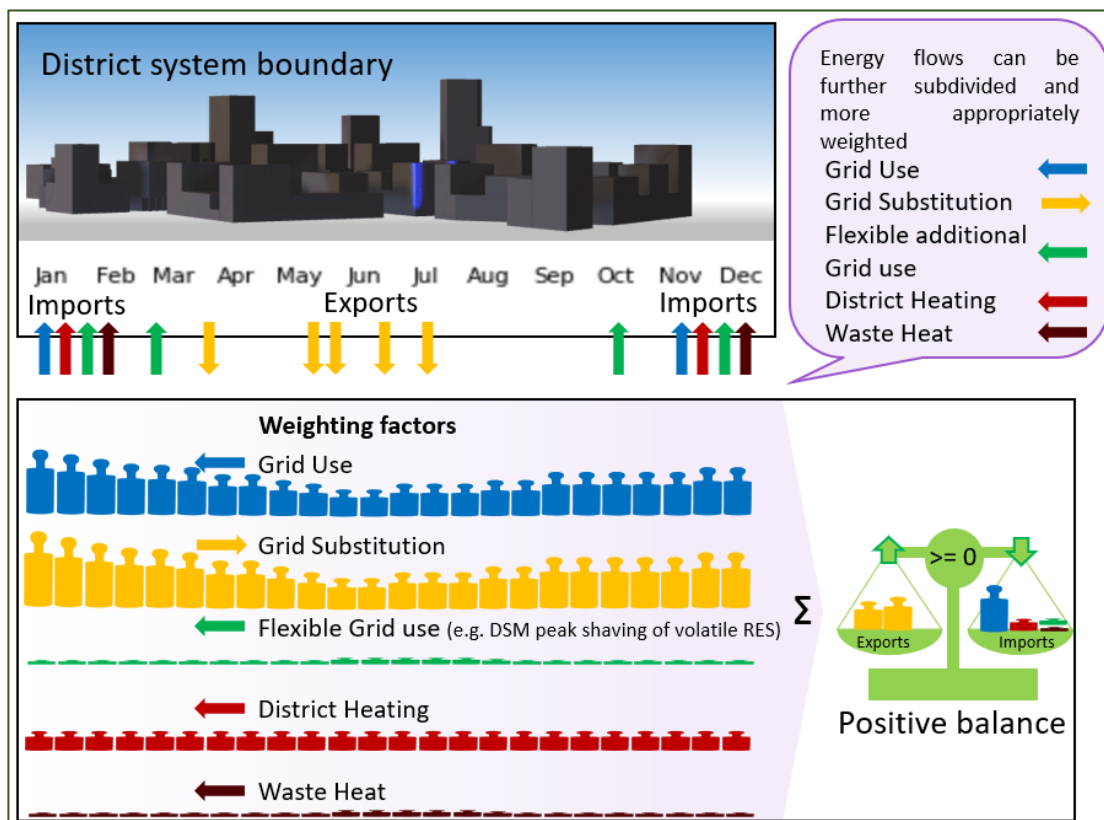 District system boundary
Energy flows can be
further subdivided and
more appropriately
weighted
Grid Use
Grid Substitution
Flexible additional
Grid use
District Heating
Waste Heat
Jan Feb Mar Apr May Jun Jul Aug Sep Oct Nov Dec
Imports Exports Imports
Weighting factors
Grid Use
Grid Substitution
Flexible Grid use (e.g. DSM peak shaving of volatile RES)
District Heating
Waste Heat
Σ
>= 0
Exports Imports
Positive balance